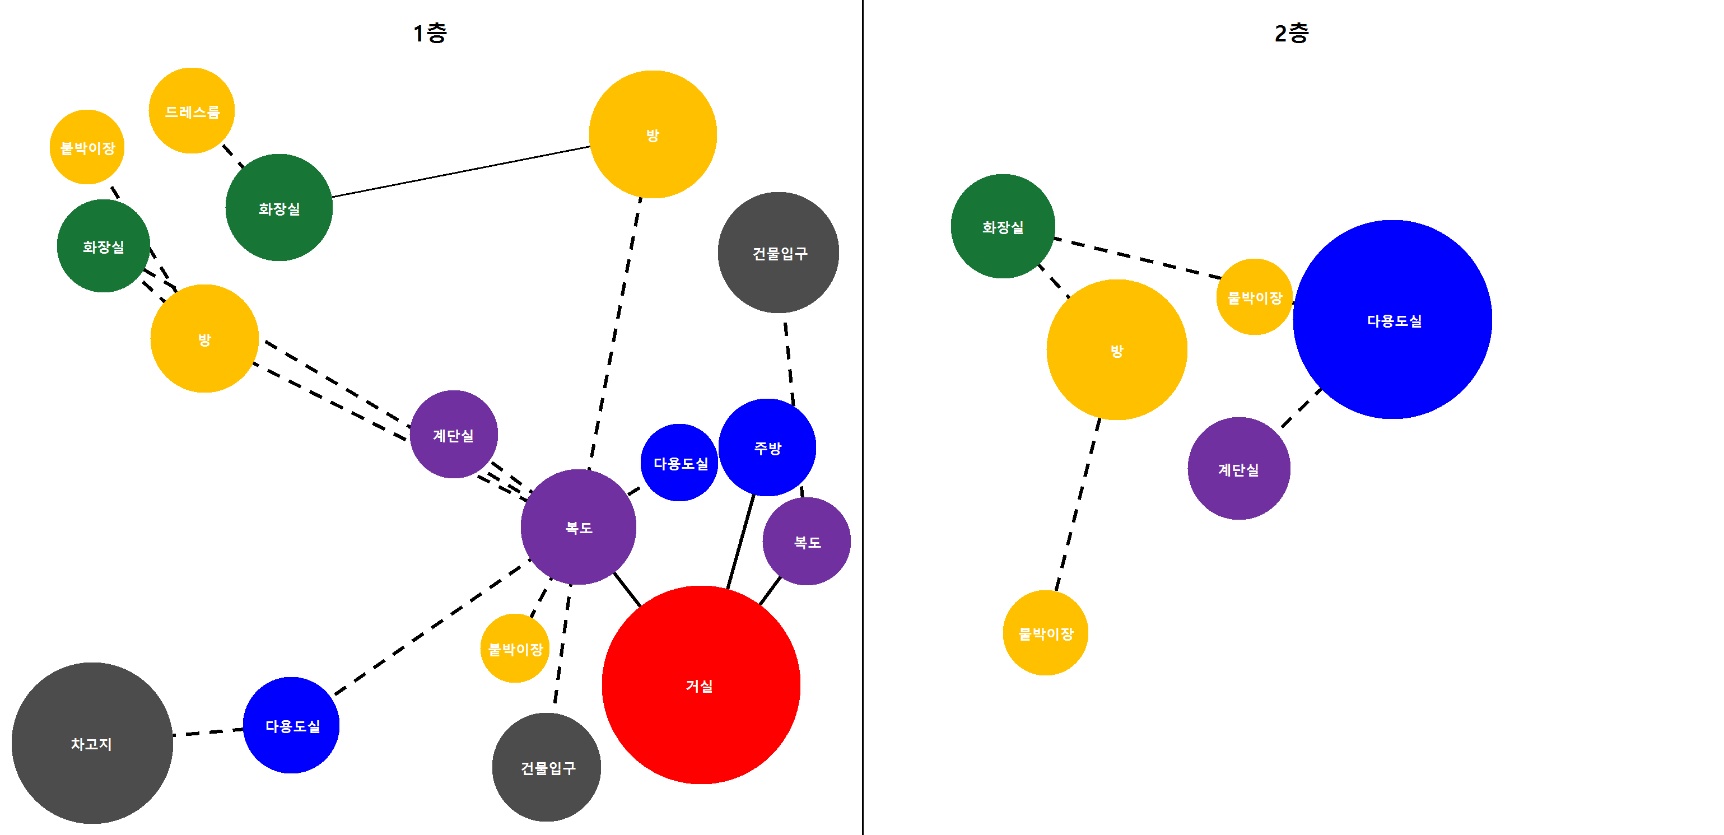 1층
드레스룸
붙박이장
방
화장실
화장실
건물입구
방
계단실
다용도실
주방
복도
복도
붙박이장
거실
다용도실
차고지
건물입구
2층
화장실
붙박이장
다용도실
방
계단실
붙박이장